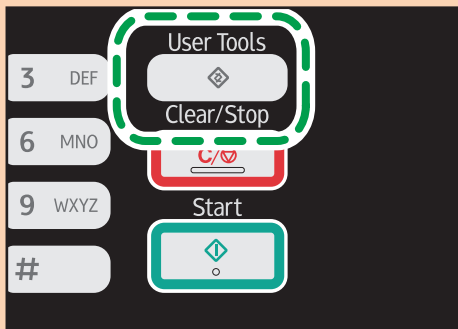 User Tools
3 DEF
Clear/Stop
6 MNO
C/
9 WXYZ
Start
#